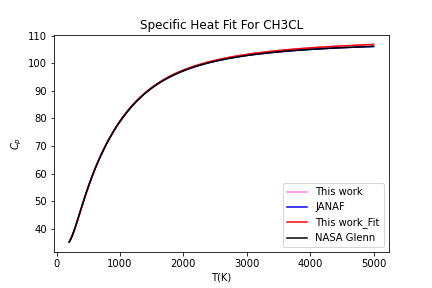 Specific Heat Fit For CH3CL
110
100
90
80
70
60
50
40
C_p
This work
JANAF
This work_Fit
NASA Glenn
0
1000
2000
3000
4000
5000
T(K)